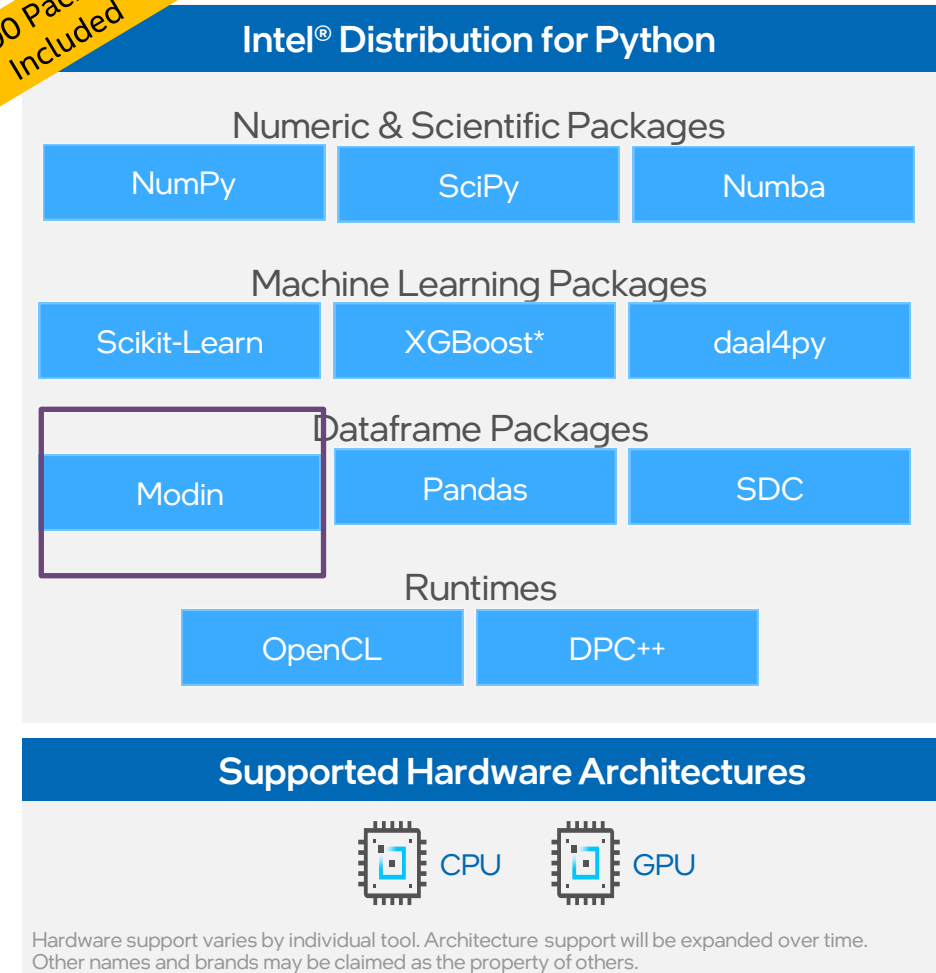 Included
Intel® Distribution for Python
Numeric & Scientific Packages
NumPy
SciPy
Numba
Machine Learning Packages
Scikit-Learn
XGBoost*
daal4py
Dataframe Packages
Modin
Pandas
SDC
Runtimes
OpenCL
DPC++
Supported Hardware Architectures
CPU
GPU
Hardware support varies by individual tool. Architecture support will be expanded over time.
Other names and brands may be claimed as the property of others.